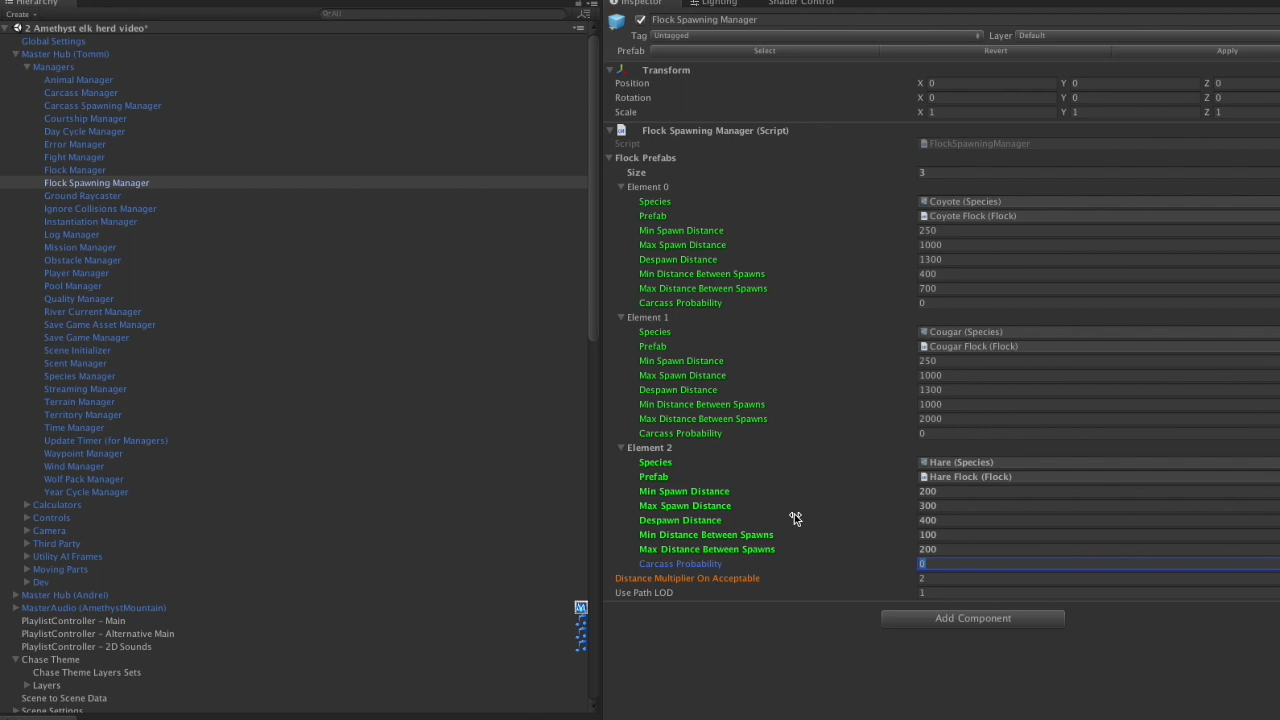 Hierarchy
Create
All
2 Amethyst elk herd video*
Global Settings
Master Hub (Tommi)
Managers
Animal Manager
Carcass Manager
Carcass Spawning Manager
Courtship Manager
Day Cycle Manager
Error Manager
Fight Manager
Flock Manager
Flock Spawning Manager
Ground Raycaster
Ignore Collisions Manager
Instantiation Manager
Log Manager
Mission Manager
Obstacle Manager
Player Manager
Pool Manager
Quality Manager
River Current Manager
Save Game Asset Manager
Save Game Manager
Scene Initializer
Scent Manager
Species Manager
Streaming Manager
Terrain Manager
Territory Manager
Time Manager
Update Timer (for Managers)
Waypoint Manager
Wind Manager
Wolf Pack Manager
Year Cycle Manager
Calculators
Controls
Camera
Third Party
Utility AI Frames
Moving Parts
Dev
Master Hub (Andrei)
MasterAudio (AmethystMountain)
PlaylistController – Main
PlaylistController – Alternative Main
PlaylistController – 2D Sounds
Chase Theme
Chase Theme Layers Sets
Layers
Scene to Scene Data
Scene Settings
Inspector Lighting Shader Control
Flock Spawning Manager
Tag Untagged Layer Default
Prefab Select Revert Apply
Transform
Position X 0 Y 0 Z 0
Rotation X 0 Y 0 Z 0
Scale X 1 Y 1 Z 1
Flock Spawning Manager (Script)
Script FlockSpawningManager
Flock Prefabs
Size 3
Element 0
Species Coyote (Species)
Prefab Coyote Flock (Flock)
Min Spawn Distance 250
Max Spawn Distance 1000
Despawn Distance 1300
Min Distance Between Spawns 400
Max Distance Between Spawns 700
Carcass Probability 0
Element 1
Species Cougar (Species)
Prefab Cougar Flock (Flock)
Min Spawn Distance 250
Max Spawn Distance 1000
Despawn Distance 1300
Min Distance Between Spawns 1000
Max Distance Between Spawns 2000
Carcass Probability 0
Element 2
Species Hare (Species)
Prefab Hare Flock (Flock)
Min Spawn Distance 200
Max Spawn Distance 300
Despawn Distance 400
Min Distance Between Spawns 100
Max Distance Between Spawns 200
Carcass Probability 0
Distance Multiplier On Acceptable 2
Use Path LOD 1
Add Component